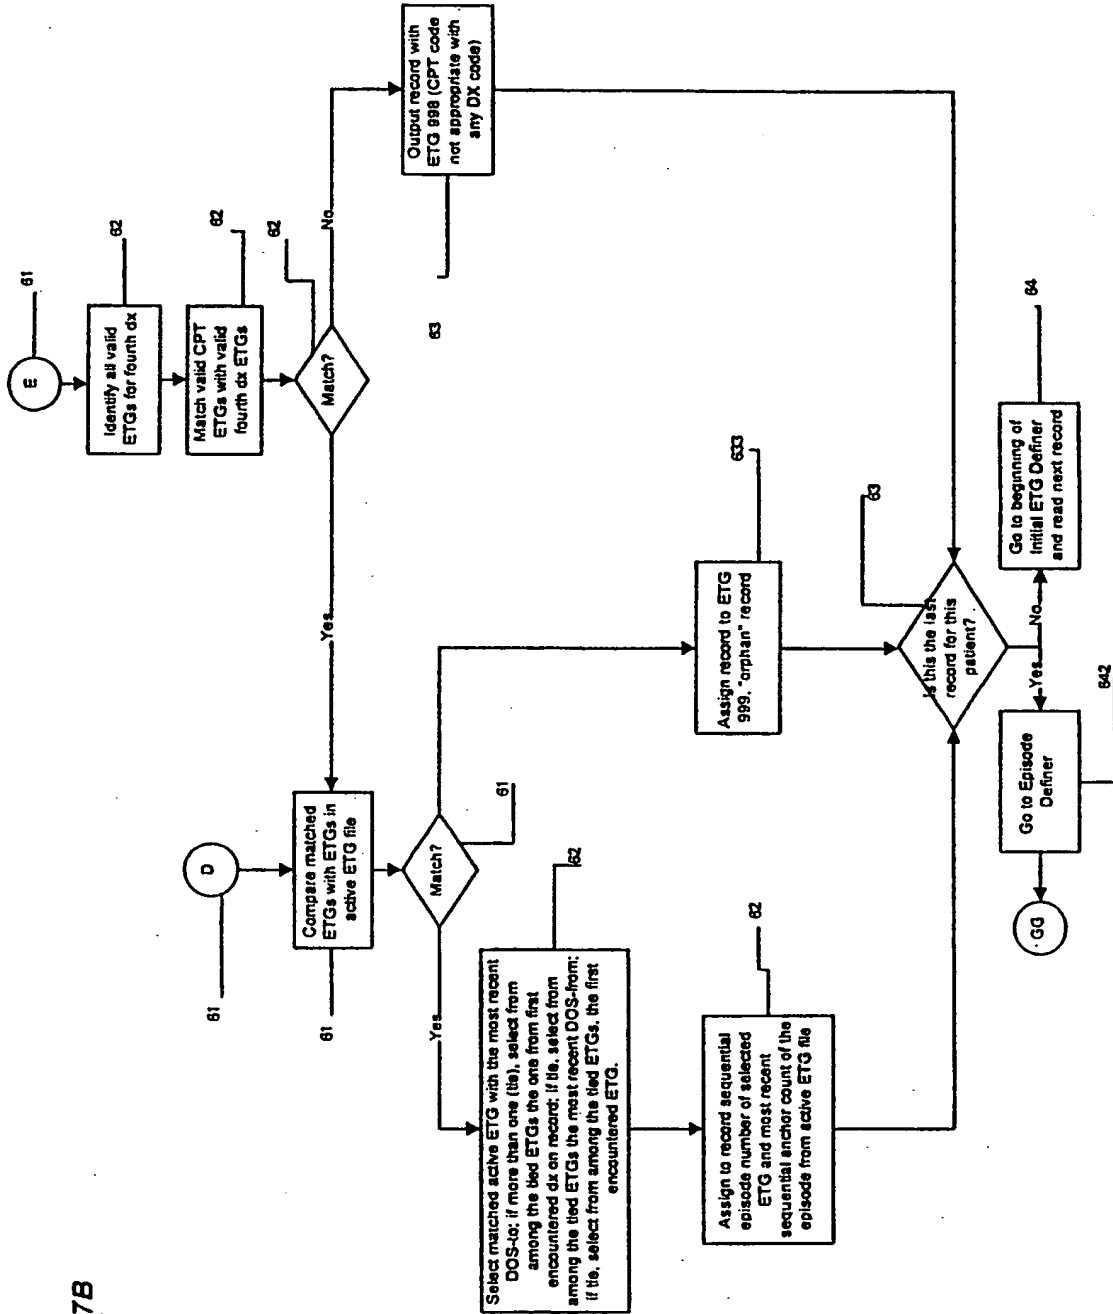 7B
E
61
Identify all valid
ETGs for fourth dx
62
Match valid CPT
ETGs with valid
fourth dx ETGs
62
Match?
62
No
Output record with
ETG 998 (CPT code
not appropriate with
any DX code)
63
Yes
D
61
Compare matched
ETGs with ETGs in
active ETG file
61
Match?
61
Yes
Select matched active ETG with the most recent
DOS-to; if more than one (tie), select from
among the tied ETGs the one from first
encountered dx on record; if tie, select from
among the tied ETGs the most recent DOS-from;
if tie, select from among the tied ETGs, the first
encountered ETG.
62
Assign to record sequential
episode number of selected
ETG and most recent
sequential anchor count of the
episode from active ETG file
62
Assign record to ETG
999, "orphan" record
633
Is this the last
record for this
patient?
63
No
Go to beginning of
Initial ETG Definer
and read next record
64
Yes
Go to Episode
Definer
642
GG